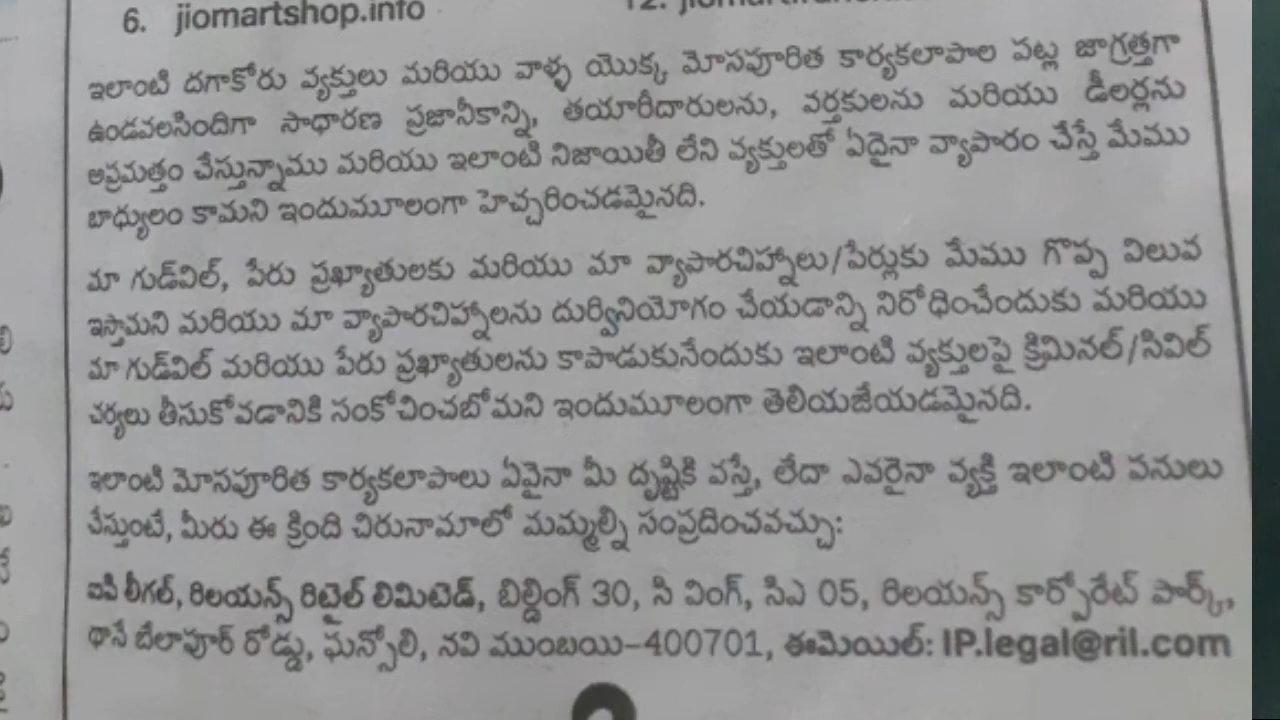 6. jiomartshop.info
12.
ఇలాంటి దగాకోరు వ్యక్తులు మరియు వాళ్ళ యొక్క మోసపూరిత కార్యకలాపాల పట్ల జాగ్రత్తగా
ఉండవలసిందిగా సాధారణ ప్రజానీకాన్ని, తయారీదారులను, వర్తకులను మరియు డీలర్లను
అప్రమత్తం చేస్తున్నాము మరియు ఇలాంటి నిజాయితీ లేని వ్యక్తులతో ఏదైనా వ్యాపారం చేస్తే మేము
బాధ్యులం కామని ఇందుమూలంగా హెచ్చరించడమైనది.
మా గుడ్‌విల్, పేరు ప్రఖ్యాతులకు మరియు మా వ్యాపారచిహ్నాలు/పేర్లకు మేము గొప్ప విలువ
ఇస్తామని మరియు మా వ్యాపారచిహ్నాలను దుర్వినియోగం చేయడాన్ని నిరోధించేందుకు మరియు
మా గుడ్‌విల్ మరియు పేరు ప్రఖ్యాతులను కాపాడుకునేందుకు ఇలాంటి వ్యక్తులపై క్రిమినల్/సివిల్
చర్యలు తీసుకోవడానికి సంకోచించబోమని ఇందుమూలంగా తెలియజేయడమైనది.
ఇలాంటి మోసపూరిత కార్యకలాపాలు ఏవైనా మీ దృష్టికి వస్తే, లేదా ఎవరైనా వ్యక్తి ఇలాంటి పనులు
చేస్తుంటే, మీరు ఈ క్రింది చిరునామాలో మమ్మల్ని సంప్రదించవచ్చు:
ఐపి లీగల్, రిలయన్స్ రిటైల్ లిమిటెడ్, బిల్డింగ్ 30, సి వింగ్, సిఎ 05, రిలయన్స్ కార్పోరేట్ పార్క్,
థానే బేలాపూర్ రోడ్డు, ఘన్సోలి, నవి ముంబయి–400701, ఈమెయిల్: IP.legal@ril.com